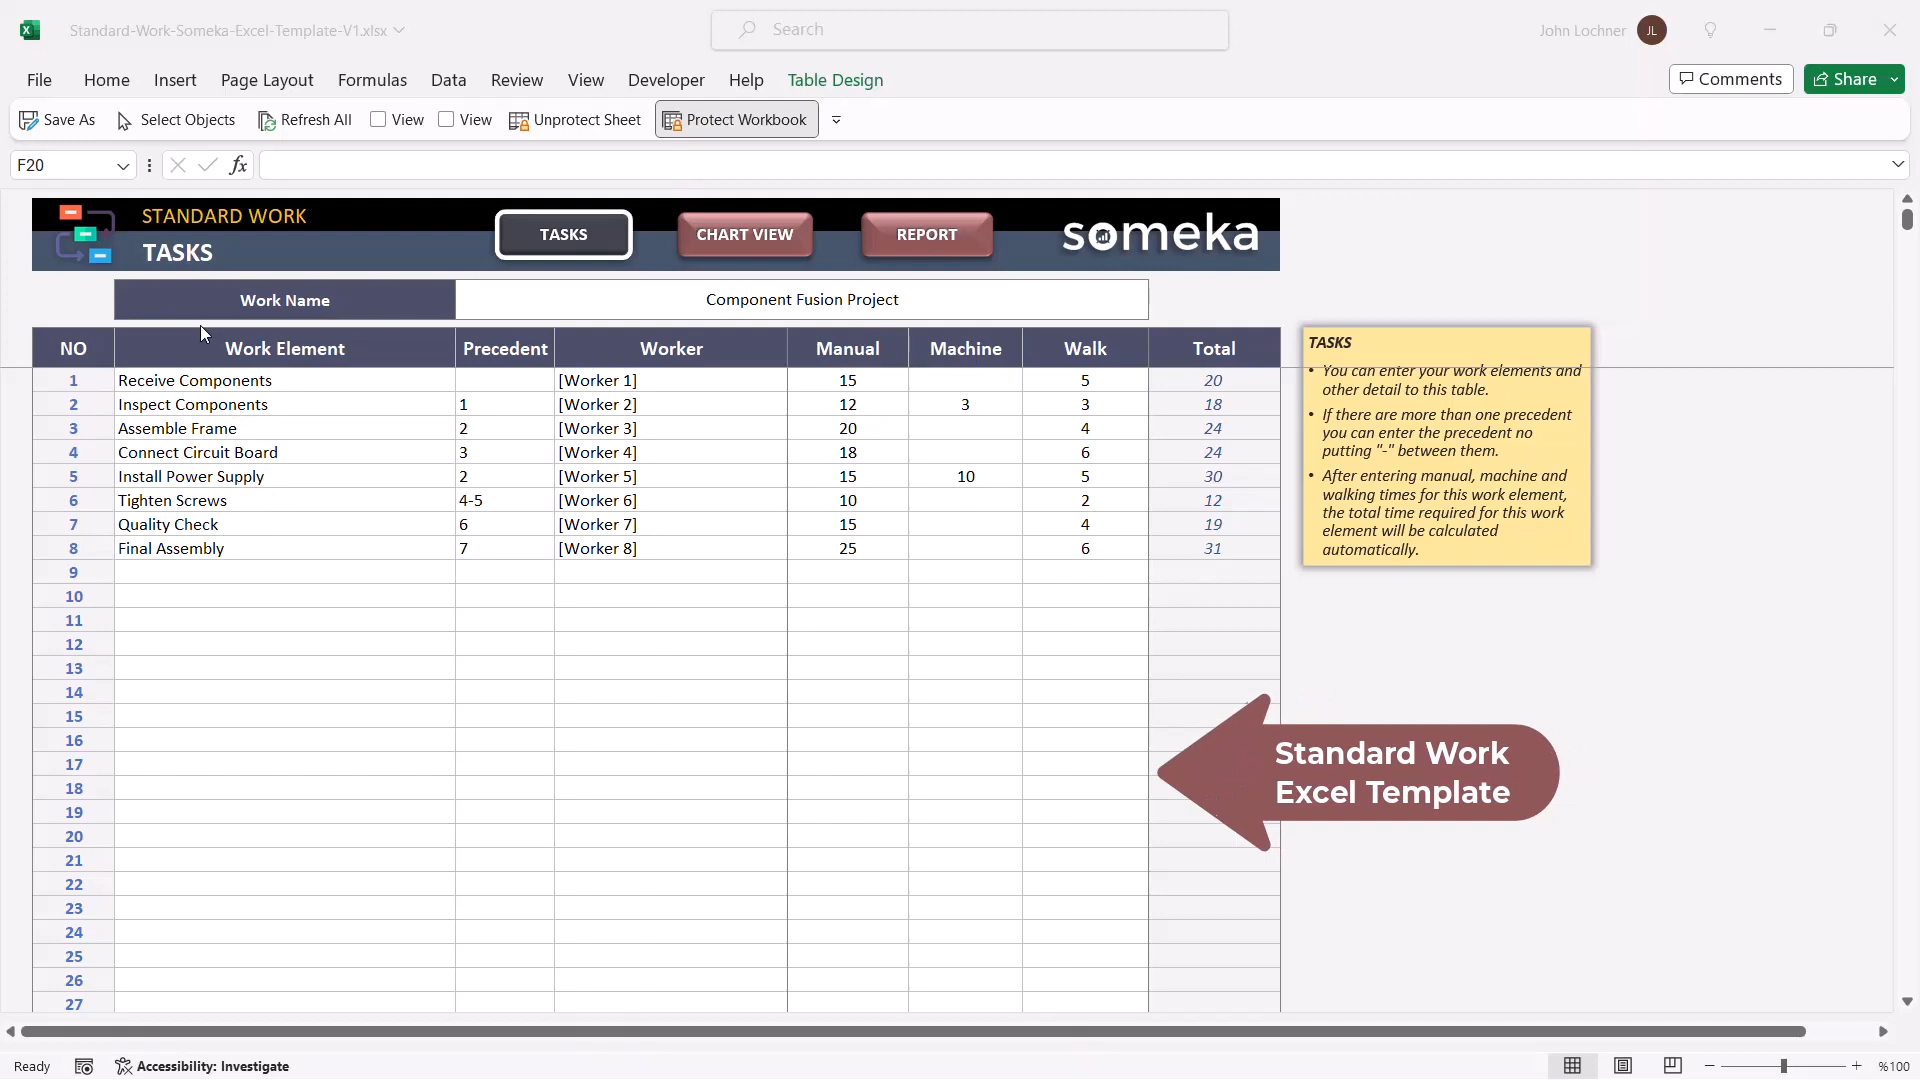 Standard-Work-Someka-Excel-Template-V1.xlsx
Search
John Lochner JL
File Home Insert Page Layout Formulas Data Review View Developer Help Table Design
Comments Share
Save As Select Objects Refresh All View View Unprotect Sheet Protect Workbook
F20 fx
STANDARD WORK
TASKS
TASKS CHART VIEW REPORT
someka
Work Name Component Fusion Project
NO Work Element Precedent Worker Manual Machine Walk Total
1 Receive Components [Worker 1] 15 5 20
2 Inspect Components 1 [Worker 2] 12 3 3 18
3 Assemble Frame 2 [Worker 3] 20 4 24
4 Connect Circuit Board 3 [Worker 4] 18 6 24
5 Install Power Supply 2 [Worker 5] 15 10 5 30
6 Tighten Screws 4-5 [Worker 6] 10 2 12
7 Quality Check 6 [Worker 7] 15 4 19
8 Final Assembly 7 [Worker 8] 25 6 31
9
10
11
12
13
14
15
16
17
18
19
20
21
22
23
24
25
26
27
TASKS
• You can enter your work elements and
other detail to this table.
• If there are more than one precedent
you can enter the precedent no
putting "-" between them.
• After entering manual, machine and
walking times for this work element,
the total time required for this work
element will be calculated
automatically.
Standard Work
Excel Template
Ready Accessibility: Investigate %100